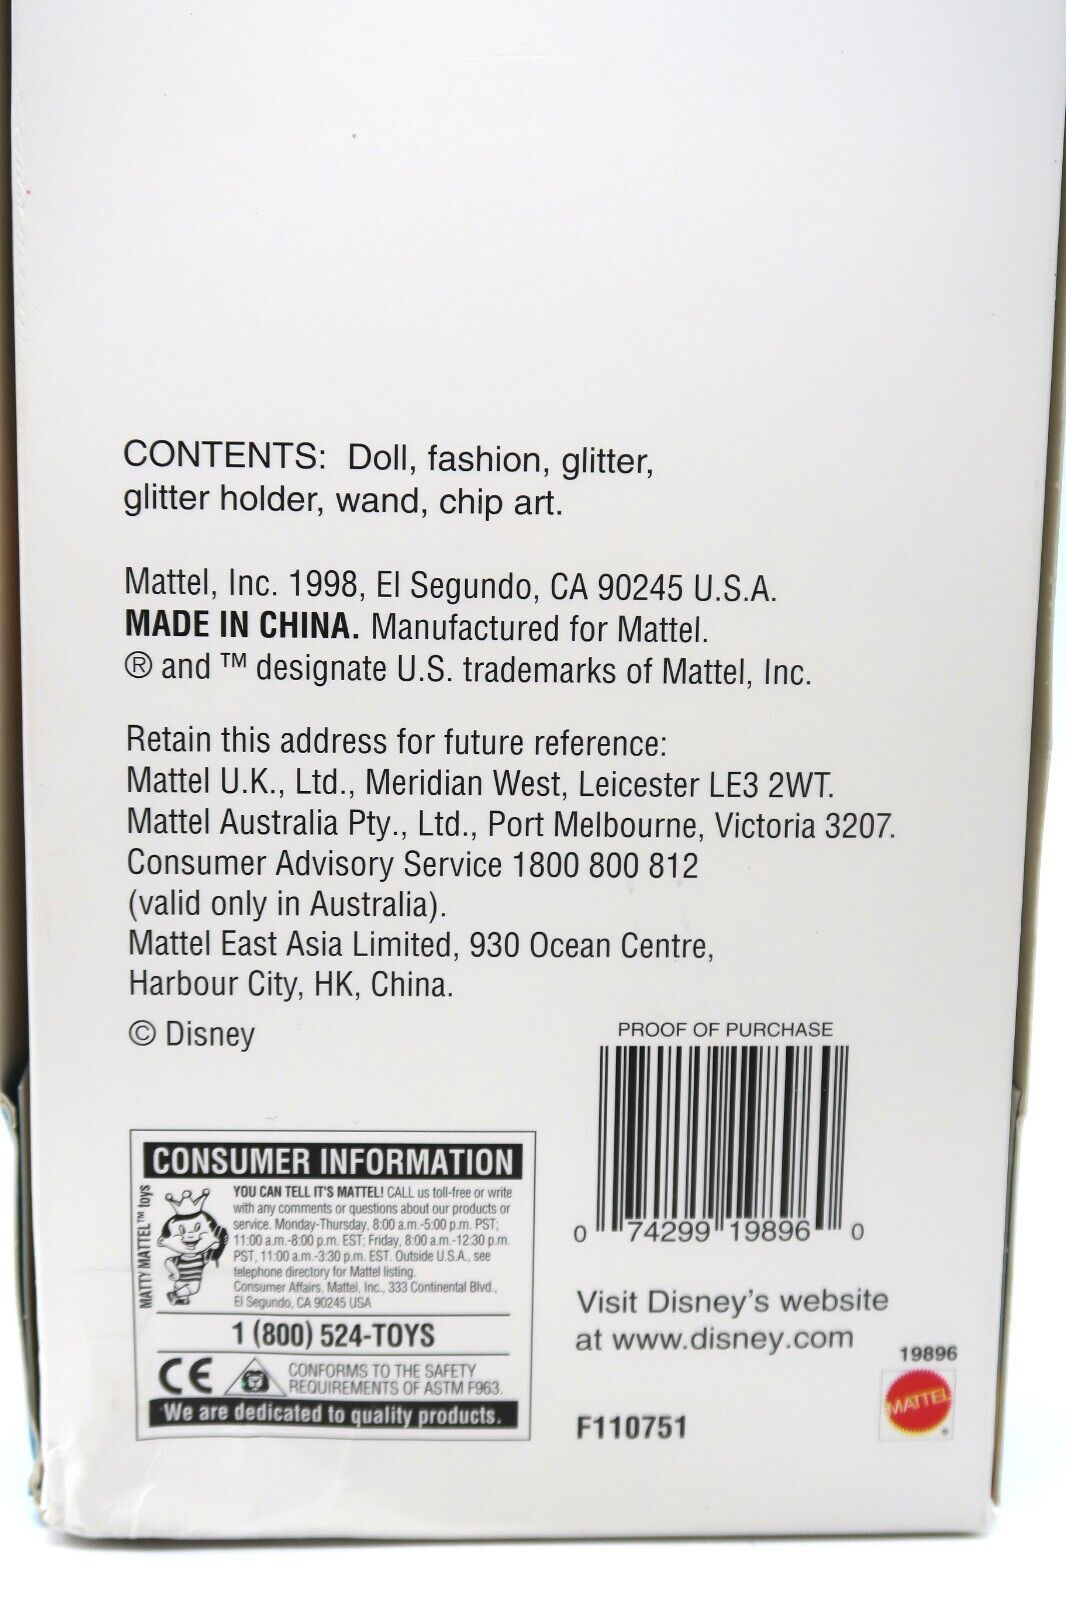 CONTENTS: Doll, fashion, glitter,
glitter holder, wand, chip art.
Mattel, Inc. 1998, El Segundo, CA 90245 U.S.A.
MADE IN CHINA. Manufactured for Mattel.
® and ™ designate U.S. trademarks of Mattel, Inc.
Retain this address for future reference:
Mattel U.K., Ltd., Meridian West, Leicester LE3 2WT.
Mattel Australia Pty., Ltd., Port Melbourne, Victoria 3207.
Consumer Advisory Service 1800 800 812
(valid only in Australia).
Mattel East Asia Limited, 930 Ocean Centre,
Harbour City, HK, China.
© Disney
PROOF OF PURCHASE
0 74299 19896 0
CONSUMER INFORMATION
MATTY MATTEL™ toys
YOU CAN TELL IT'S MATTEL! CALL us toll-free or write
with any comments or questions about our products or
service. Monday-Thursday, 8:00 a.m.-5:00 p.m. PST;
11:00 a.m.-8:00 p.m. EST; Friday, 8:00 a.m.-12:30 p.m.
PST, 11:00 a.m.-3:30 p.m. EST. Outside U.S.A., see
telephone directory for Mattel listing.
Consumer Affairs, Mattel, Inc., 333 Continental Blvd.,
El Segundo, CA 90245 USA
1 (800) 524-TOYS
CE
CONFORMS TO THE SAFETY
REQUIREMENTS OF ASTM F963.
We are dedicated to quality products.
Visit Disney's website
at www.disney.com
19896
MATTEL®
F110751